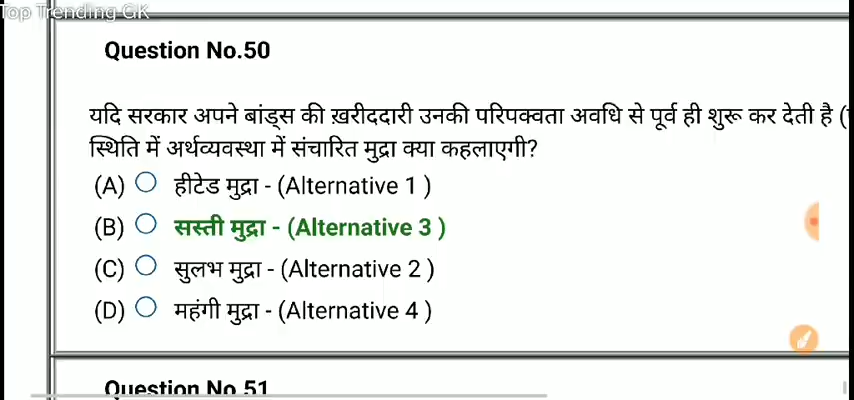 Top Trending GK
Question No.50
यदि सरकार अपने बांड्स की ख़रीददारी उनकी परिपक्वता अवधि से पूर्व ही शुरू कर देती है (
स्थिति में अर्थव्यवस्था में संचारित मुद्रा क्या कहलाएगी?
(A) हीटेड मुद्रा - (Alternative 1 )
(B) सस्ती मुद्रा - (Alternative 3 )
(C) सुलभ मुद्रा - (Alternative 2 )
(D) महंगी मुद्रा - (Alternative 4 )
Question No.51